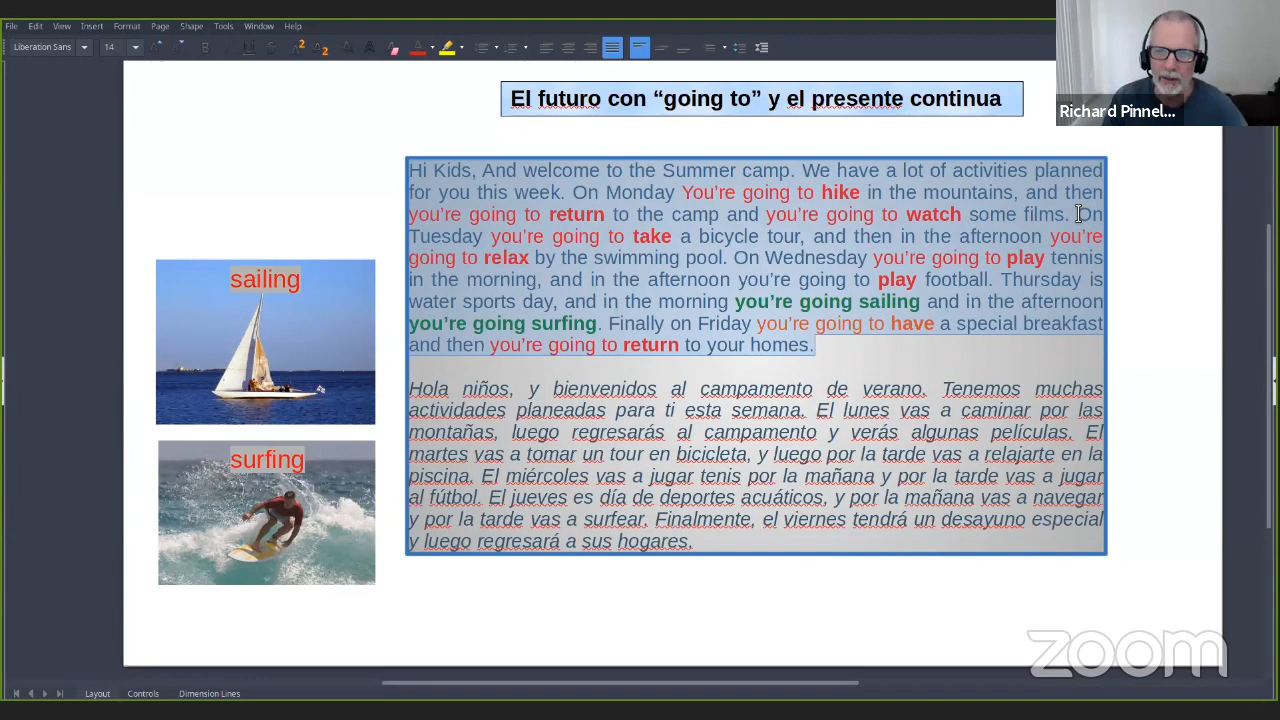 File Edit View Insert Format Page Shape Tools Window Help
Liberation Sans 14
El futuro con “going to” y el presente continua
Richard Pinnel...
Hi Kids, And welcome to the Summer camp. We have a lot of activities planned
for you this week. On Monday You’re going to hike in the mountains, and then
you’re going to return to the camp and you’re going to watch some films. On
Tuesday you’re going to take a bicycle tour, and then in the afternoon you’re
going to relax by the swimming pool. On Wednesday you’re going to play tennis
in the morning, and in the afternoon you’re going to play football. Thursday is
water sports day, and in the morning you’re going sailing and in the afternoon
you’re going surfing. Finally on Friday you’re going to have a special breakfast
and then you’re going to return to your homes.
sailing
surfing
Hola niños, y bienvenidos al campamento de verano. Tenemos muchas
actividades planeadas para ti esta semana. El lunes vas a caminar por las
montañas, luego regresarás al campamento y verás algunas películas. El
martes vas a tomar un tour en bicicleta, y luego por la tarde vas a relajarte en la
piscina. El miércoles vas a jugar tenis por la mañana y por la tarde vas a jugar
al fútbol. El jueves es día de deportes acuáticos, y por la mañana vas a navegar
y por la tarde vas a surfear. Finalmente, el viernes tendrá un desayuno especial
y luego regresará a sus hogares.
zoom
Layout Controls Dimension Lines